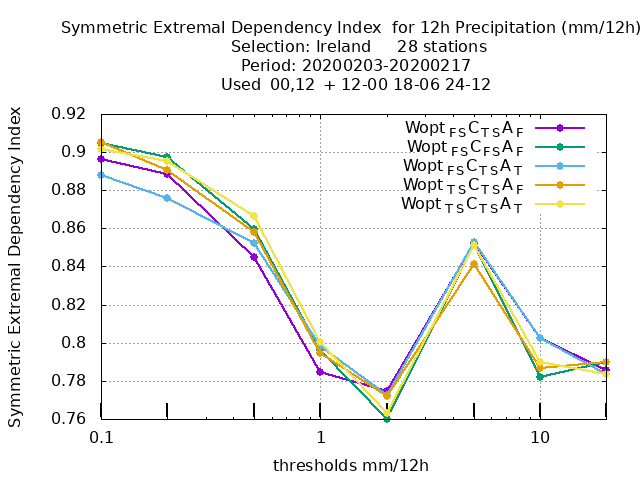 Symmetric Extremal Dependency Index for 12h Precipitation (mm/12h)
Selection: Ireland 28 stations
Period: 20200203-20200217
Used 00,12 + 12-00 18-06 24-12
Symmetric Extremal Dependency Index
0.92
0.9
0.88
0.86
0.84
0.82
0.8
0.78
0.76
Wopt FS C TS A F
Wopt FS C FS A F
Wopt FS C TS A T
Wopt TS C TS A F
Wopt TS C TS A T
0.1 1 10
thresholds mm/12h